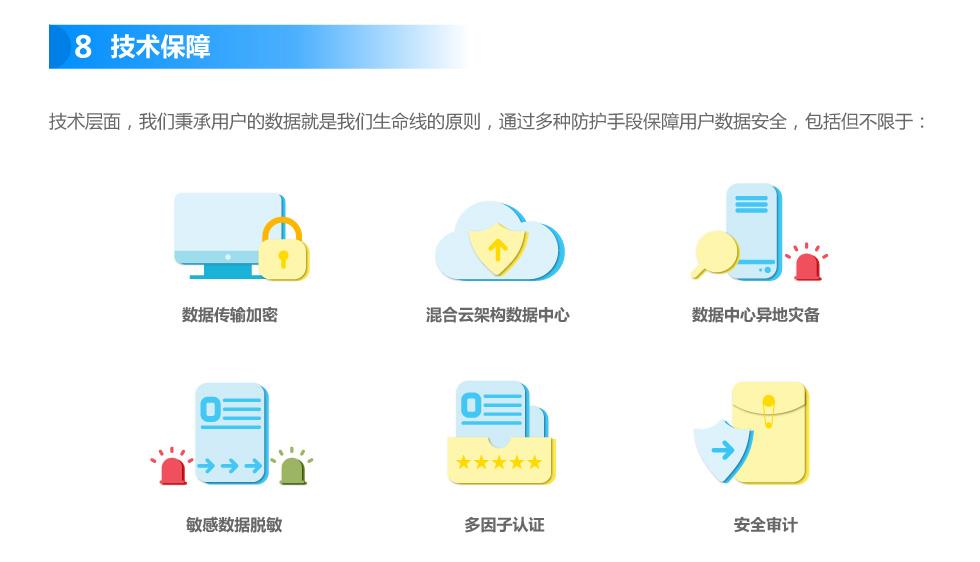 8 技术保障
技术层面，我们秉承用户的数据就是我们生命线的原则，通过多种防护手段保障用户数据安全，包括但不限于：
数据传输加密
混合云架构数据中心
数据中心异地灾备
敏感数据脱敏
多因子认证
安全审计